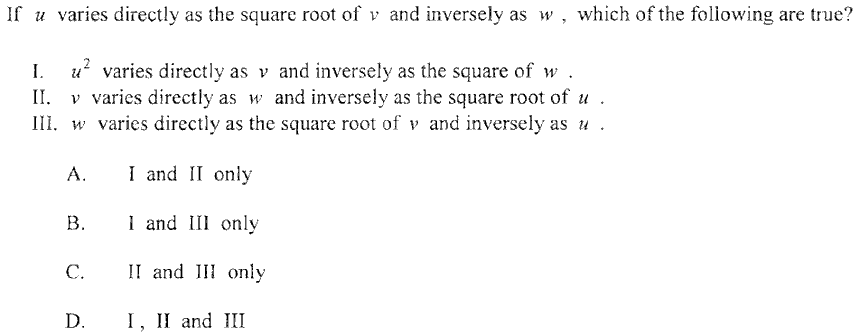 If u varies directly as the square root of v and inversely as w , which of the following are true?
I. u² varies directly as v and inversely as the square of w .
II. v varies directly as w and inversely as the square root of u .
III. w varies directly as the square root of v and inversely as u .
A. I and II only
B. I and III only
C. II and III only
D. I , II and III